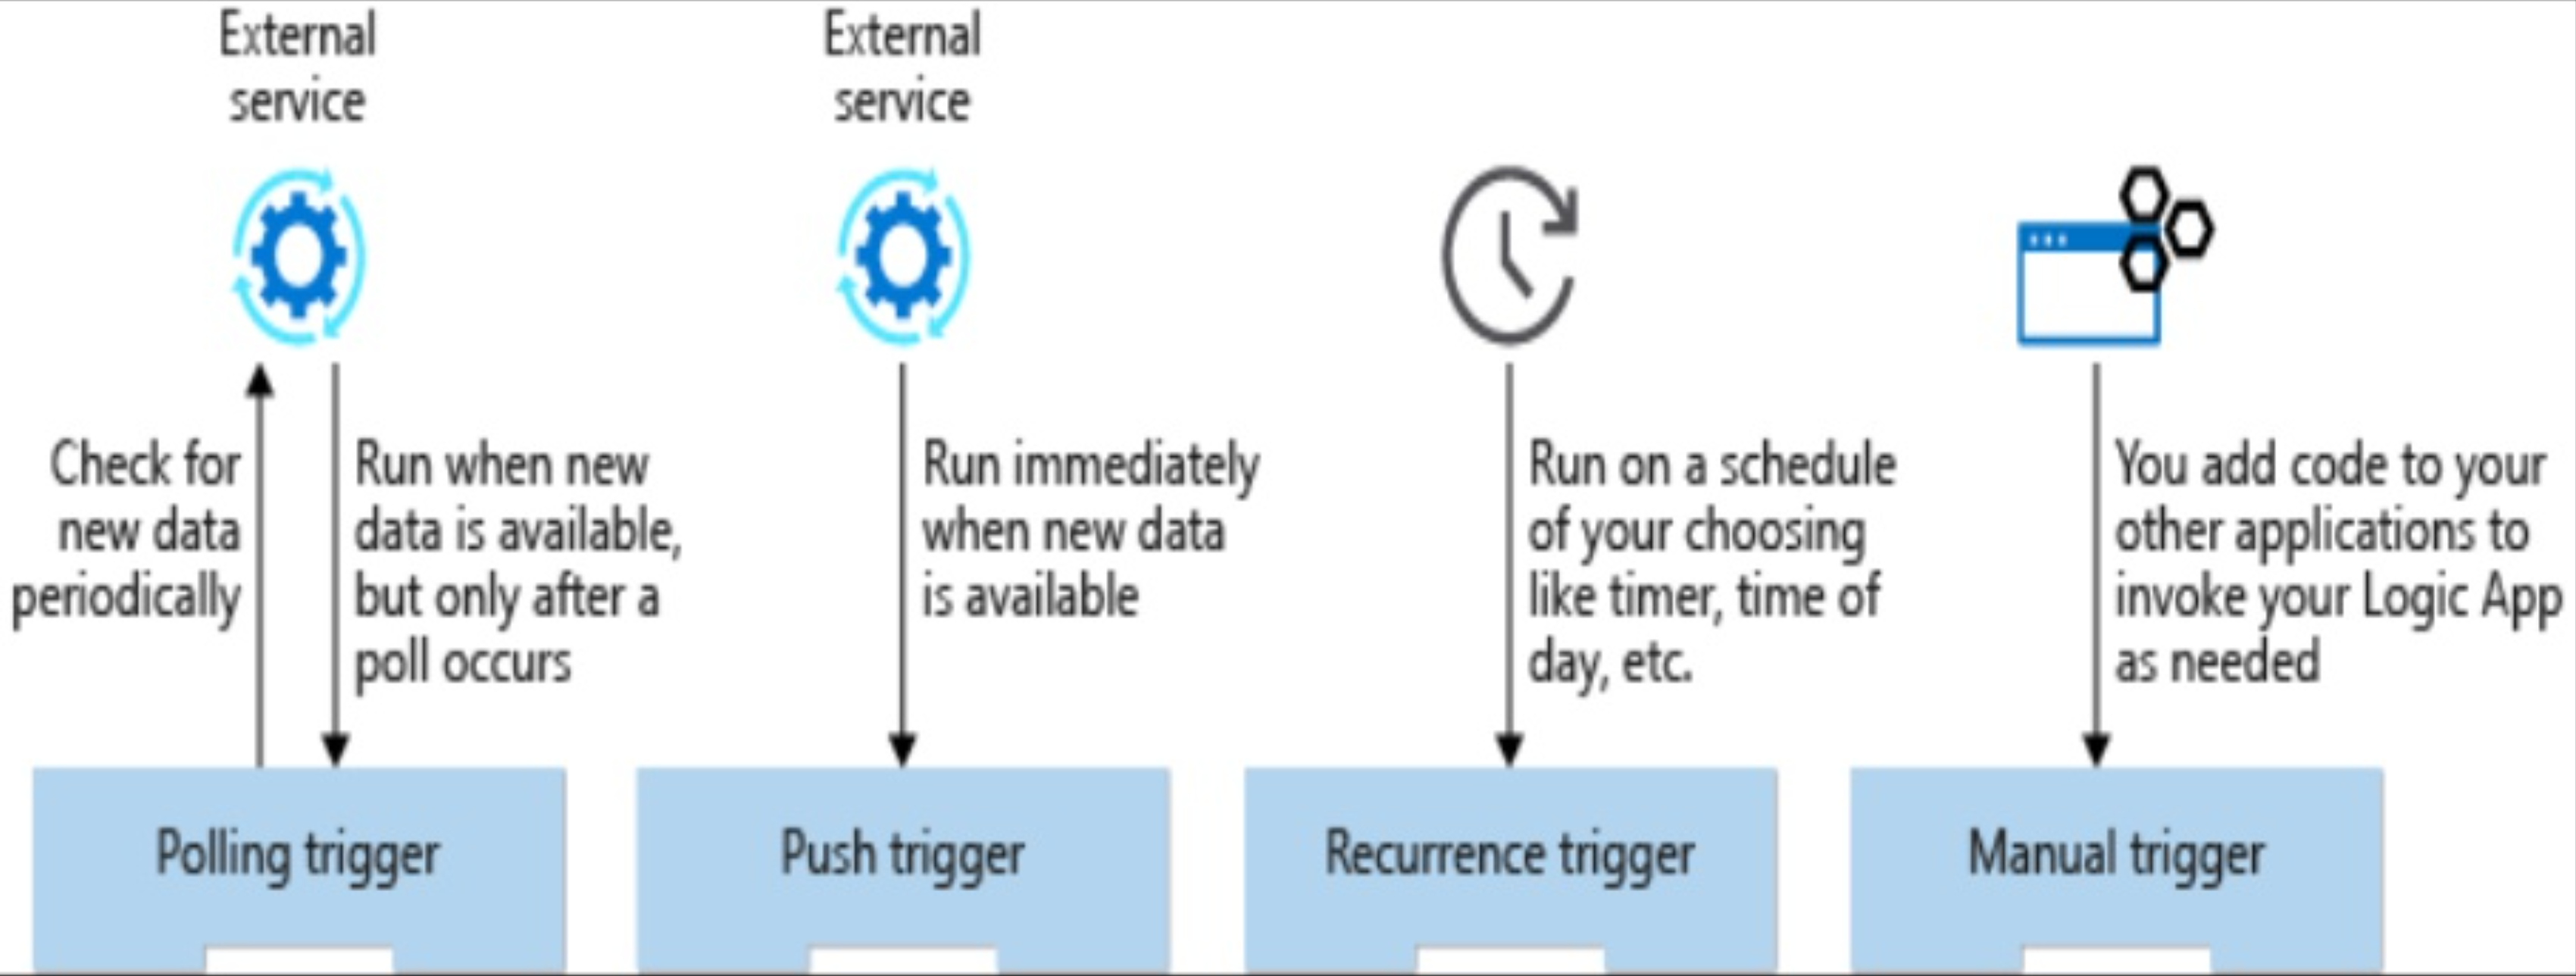 External
service
Check for
new data
periodically
Run when new
data is available,
but only after a
poll occurs
Polling trigger
External
service
Run immediately
when new data
is available
Push trigger
Run on a schedule
of your choosing
like timer, time of
day, etc.
Recurrence trigger
You add code to your
other applications to
invoke your Logic App
as needed
Manual trigger